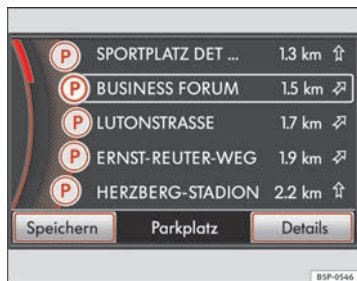 P SPORTPLATZ DET ... 1.3 km
P BUSINESS FORUM 1.5 km
P LUTONSTRASSE 1.7 km
P ERNST-REUTER-WEG 1.9 km
P HERZBERG-STADION 2.2 km
Speichern Parkplatz Details
B5P-0546